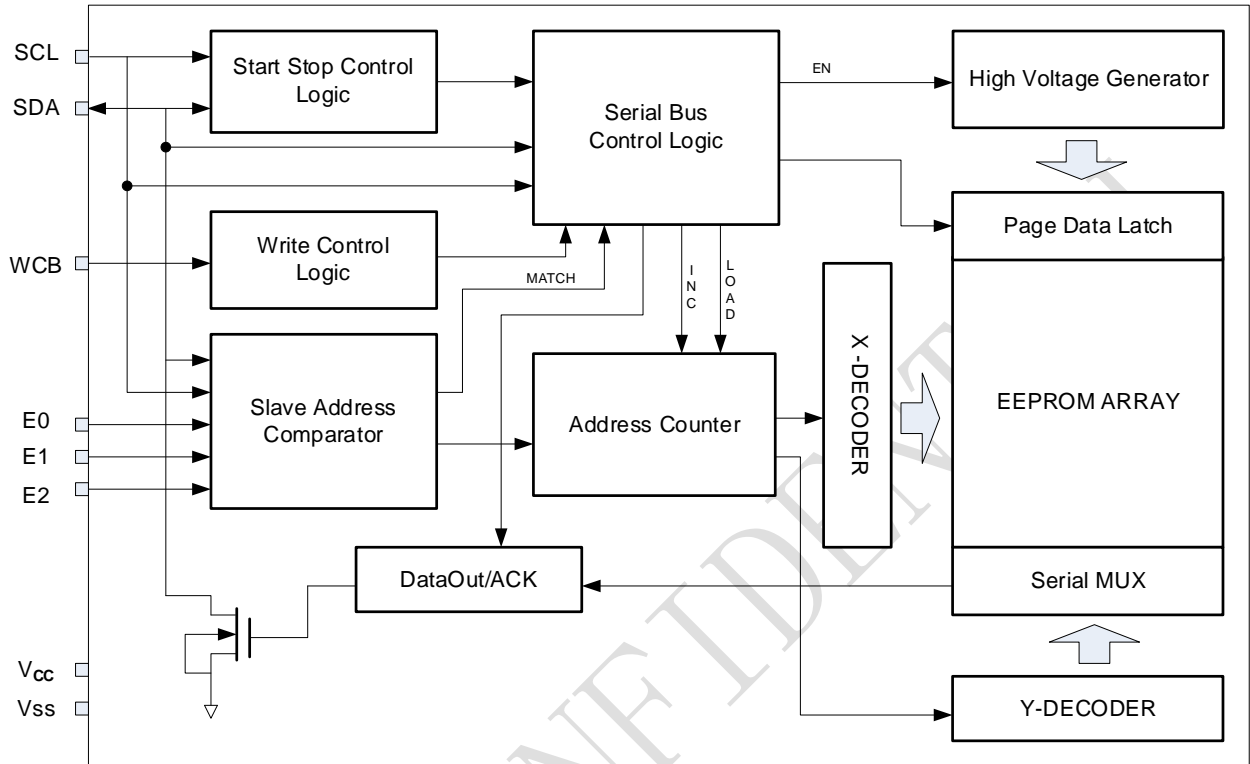 SCL
SDA
WCB
E0
E1
E2
Vcc
Vss
Start Stop Control
Logic
Write Control
Logic
Slave Address
Comparator
Serial Bus
Control Logic
EN
High Voltage Generator
Page Data Latch
MATCH
INC
LOAD
Address Counter
X -DECODER
EEPROM ARRAY
DataOut/ACK
Serial MUX
Y-DECODER